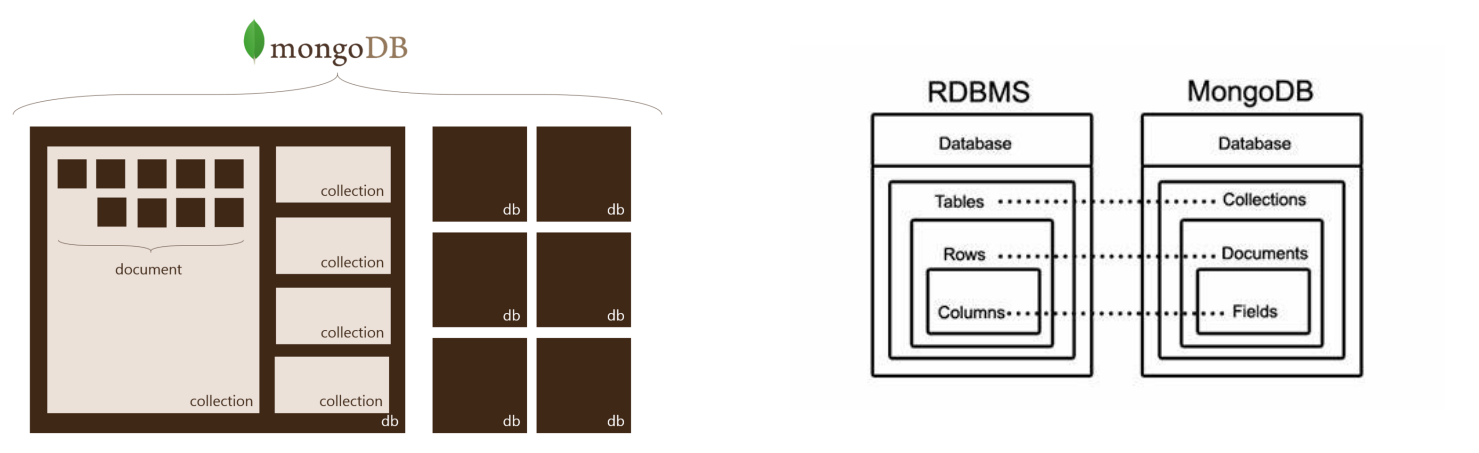 mongoDB
collection
db
db
collection
document
collection
db
db
collection
collection
collection
db
db
db
RDBMS
MongoDB
Database
Database
Tables
Collections
Rows
Documents
Columns
Fields